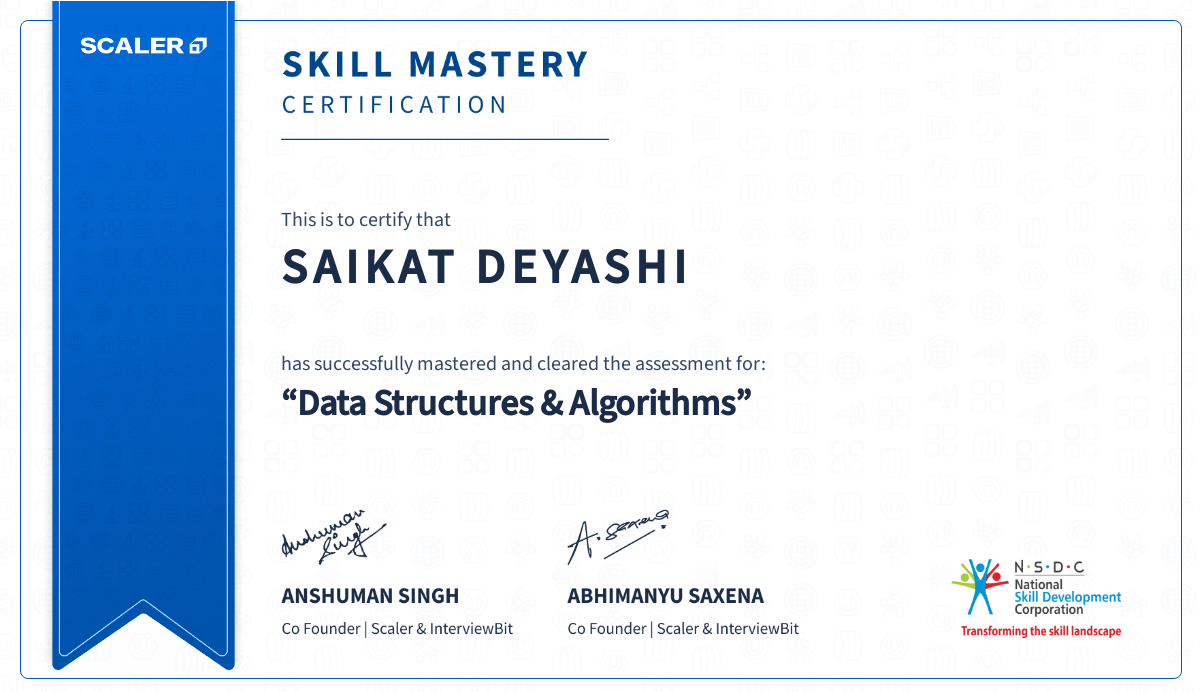 SCALER
SKILL MASTERY
CERTIFICATION
This is to certify that
SAIKAT DEYASHI
has successfully mastered and cleared the assessment for:
“Data Structures & Algorithms”
Anshuman Singh
A. Saxena
ANSHUMAN SINGH
Co Founder | Scaler & InterviewBit
ABHIMANYU SAXENA
Co Founder | Scaler & InterviewBit
N·S·D·C
National
Skill Development
Corporation
Transforming the skill landscape